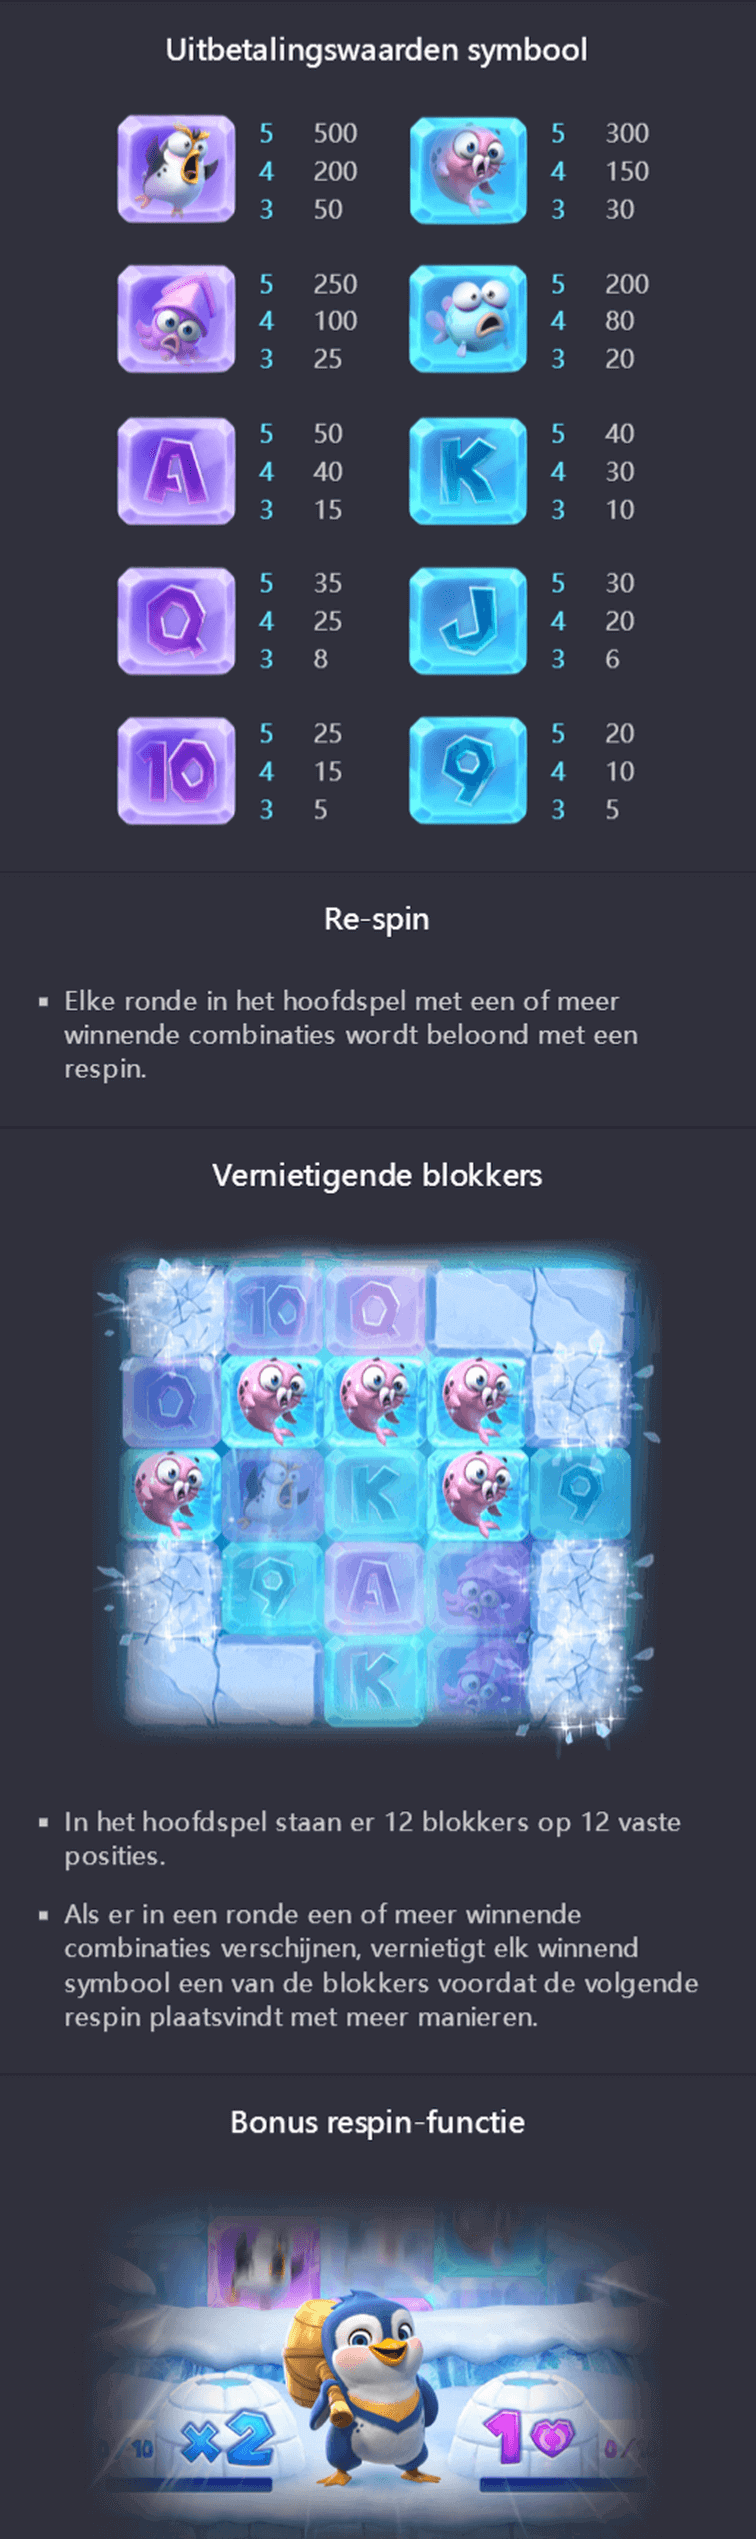 Uitbetalingswaarden symbool
5 500
4 200
3 50
5 300
4 150
3 30
5 250
4 100
3 25
5 200
4 80
3 20
A
5 50
4 40
3 15
K
5 40
4 30
3 10
Q
5 35
4 25
3 8
J
5 30
4 20
3 6
10
5 25
4 15
3 5
9
5 20
4 10
3 5
Re-spin
▪ Elke ronde in het hoofdspel met een of meer
winnende combinaties wordt beloond met een
respin.
Vernietigende blokkers
10 Q
Q
K 9
9 A
K
▪ In het hoofdspel staan er 12 blokkers op 12 vaste
posities.
▪ Als er in een ronde een of meer winnende
combinaties verschijnen, vernietigt elk winnend
symbool een van de blokkers voordat de volgende
respin plaatsvindt met meer manieren.
Bonus respin-functie
10 x2 1